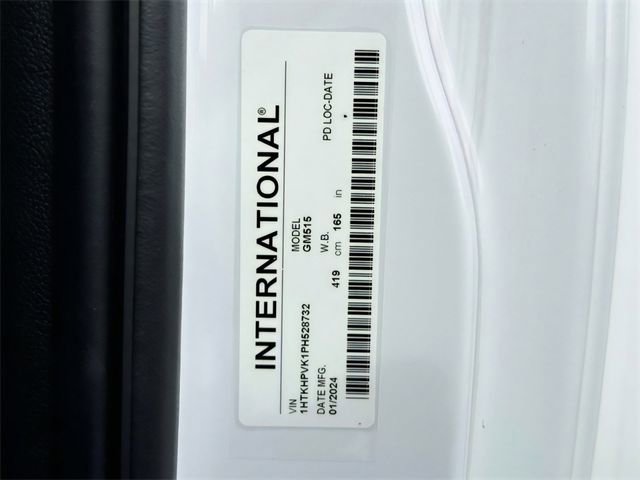 INTERNATIONAL®
VIN MODEL
1HTKHPVK1PH528732 GM515
DATE MFG. W.B. PD LOC-DATE
01/2024 419 cm 165 in